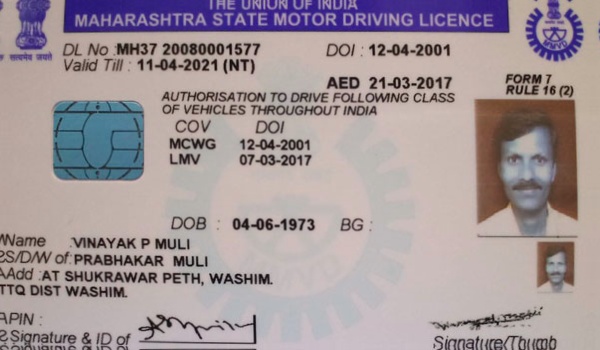 THE UNION OF INDIA
MAHARASHTRA STATE MOTOR DRIVING LICENCE
सत्यमेव जयते
DL No :MH37 20080001577 DOI : 12-04-2001
Valid Till : 11-04-2021 (NT)
AED 21-03-2017
FORM 7
RULE 16 (2)
AUTHORISATION TO DRIVE FOLLOWING CLASS
OF VEHICLES THROUGHOUT INDIA
COV DOI
MCWG 12-04-2001
LMV 07-03-2017
DOB : 04-06-1973 BG :
Name :VINAYAK P MULI
S/D/W of :PRABHAKAR MULI
Add :AT SHUKRAWAR PETH, WASHIM.
TTQ DIST WASHIM.
PIN :
Signature & ID of
Signature/Thumb